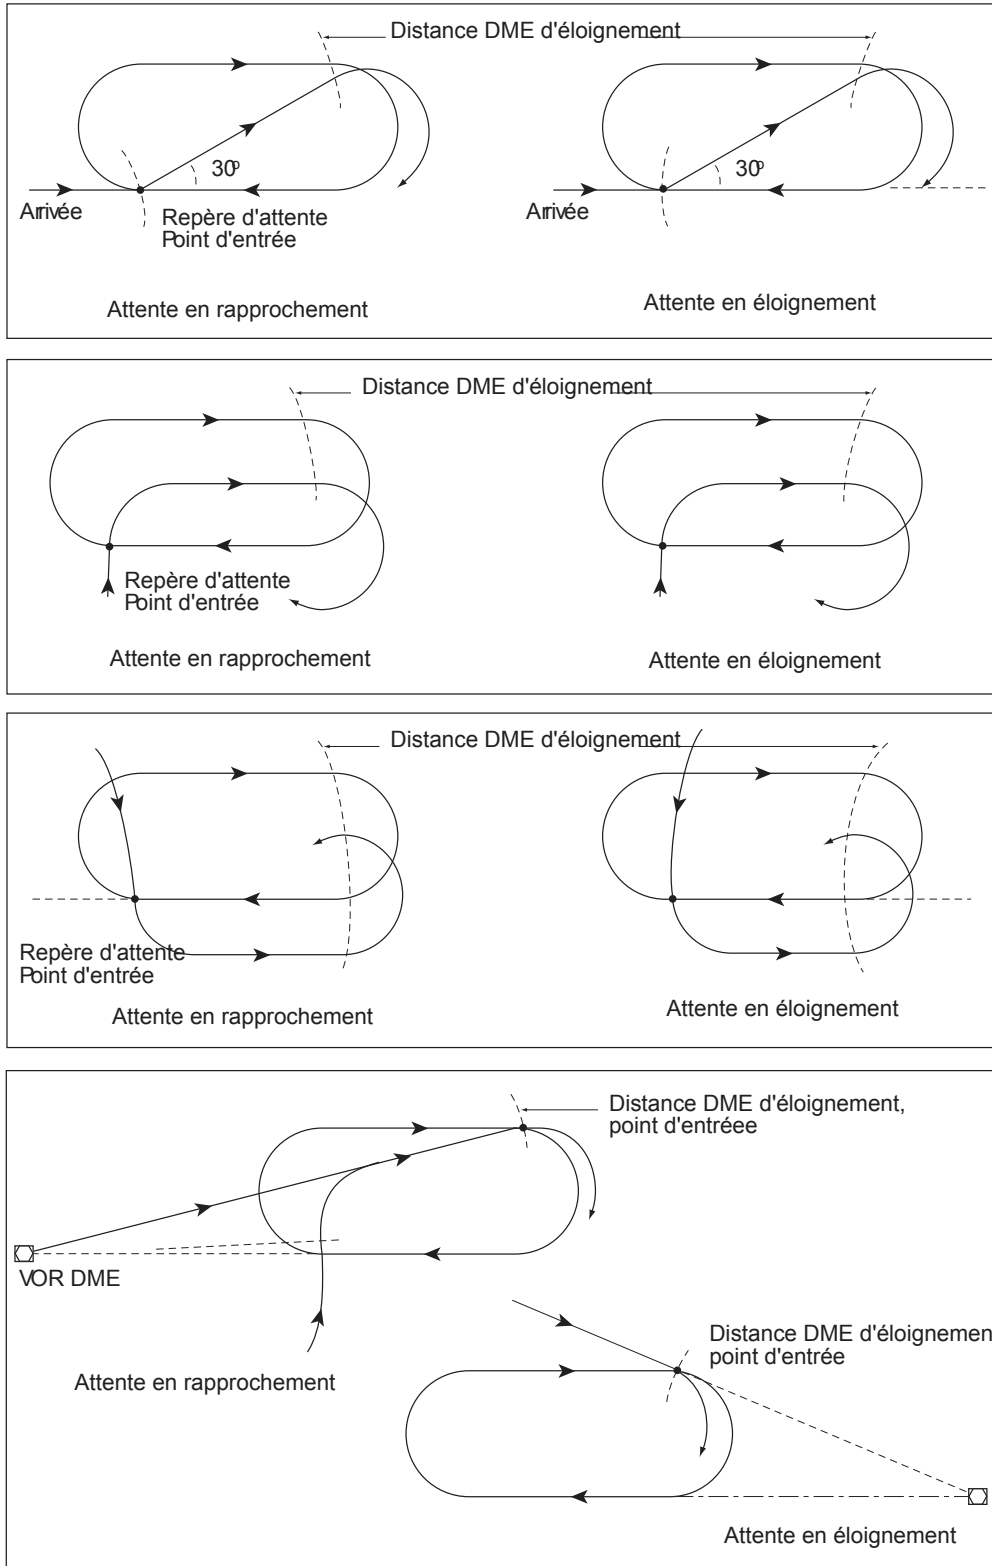 Distance DME d'éloignement
30º
30º
Arrivée
Repère d'attente
Point d'entrée
Arrivée
Attente en rapprochement
Attente en éloignement
Distance DME d'éloignement
Repère d'attente
Point d'entrée
Attente en rapprochement
Attente en éloignement
Distance DME d'éloignement
Repère d'attente
Point d'entrée
Attente en rapprochement
Attente en éloignement
Distance DME d'éloignement,
point d'entréee
VOR DME
Attente en rapprochement
Distance DME d'éloignemen
point d'entrée
Attente en éloignement